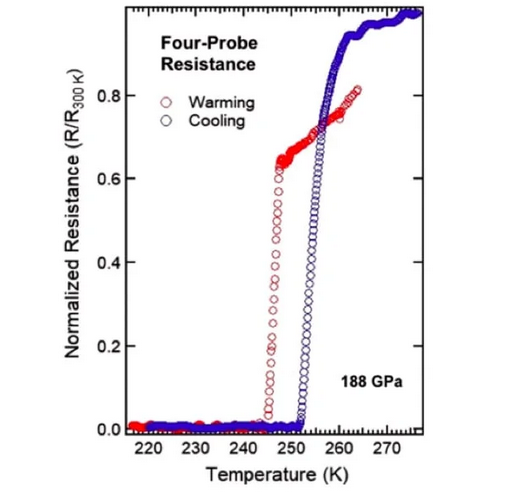 Four-Probe
Resistance
Warming
Cooling
Normalized Resistance (R/R300 K)
0.8
0.6
0.4
0.2
0.0
188 GPa
220 230 240 250 260 270
Temperature (K)